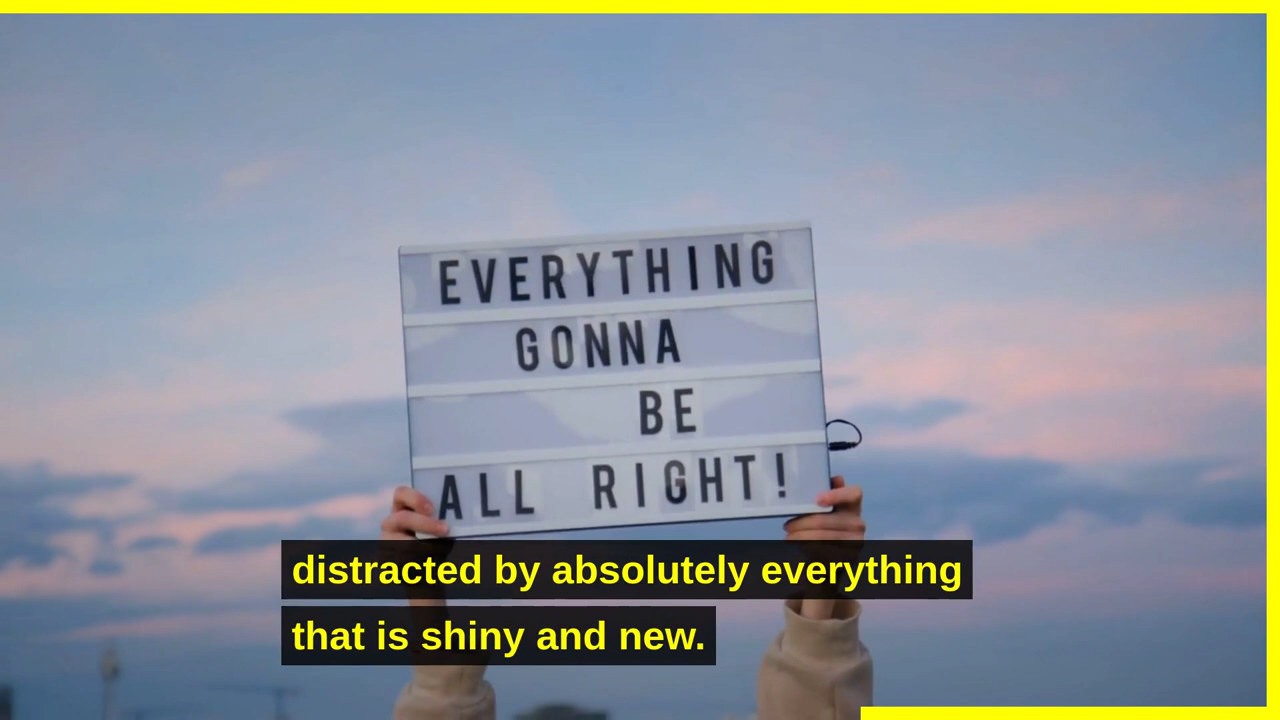 EVERYTHING
GONNA
BE
ALL RIGHT!
distracted by absolutely everything
that is shiny and new.